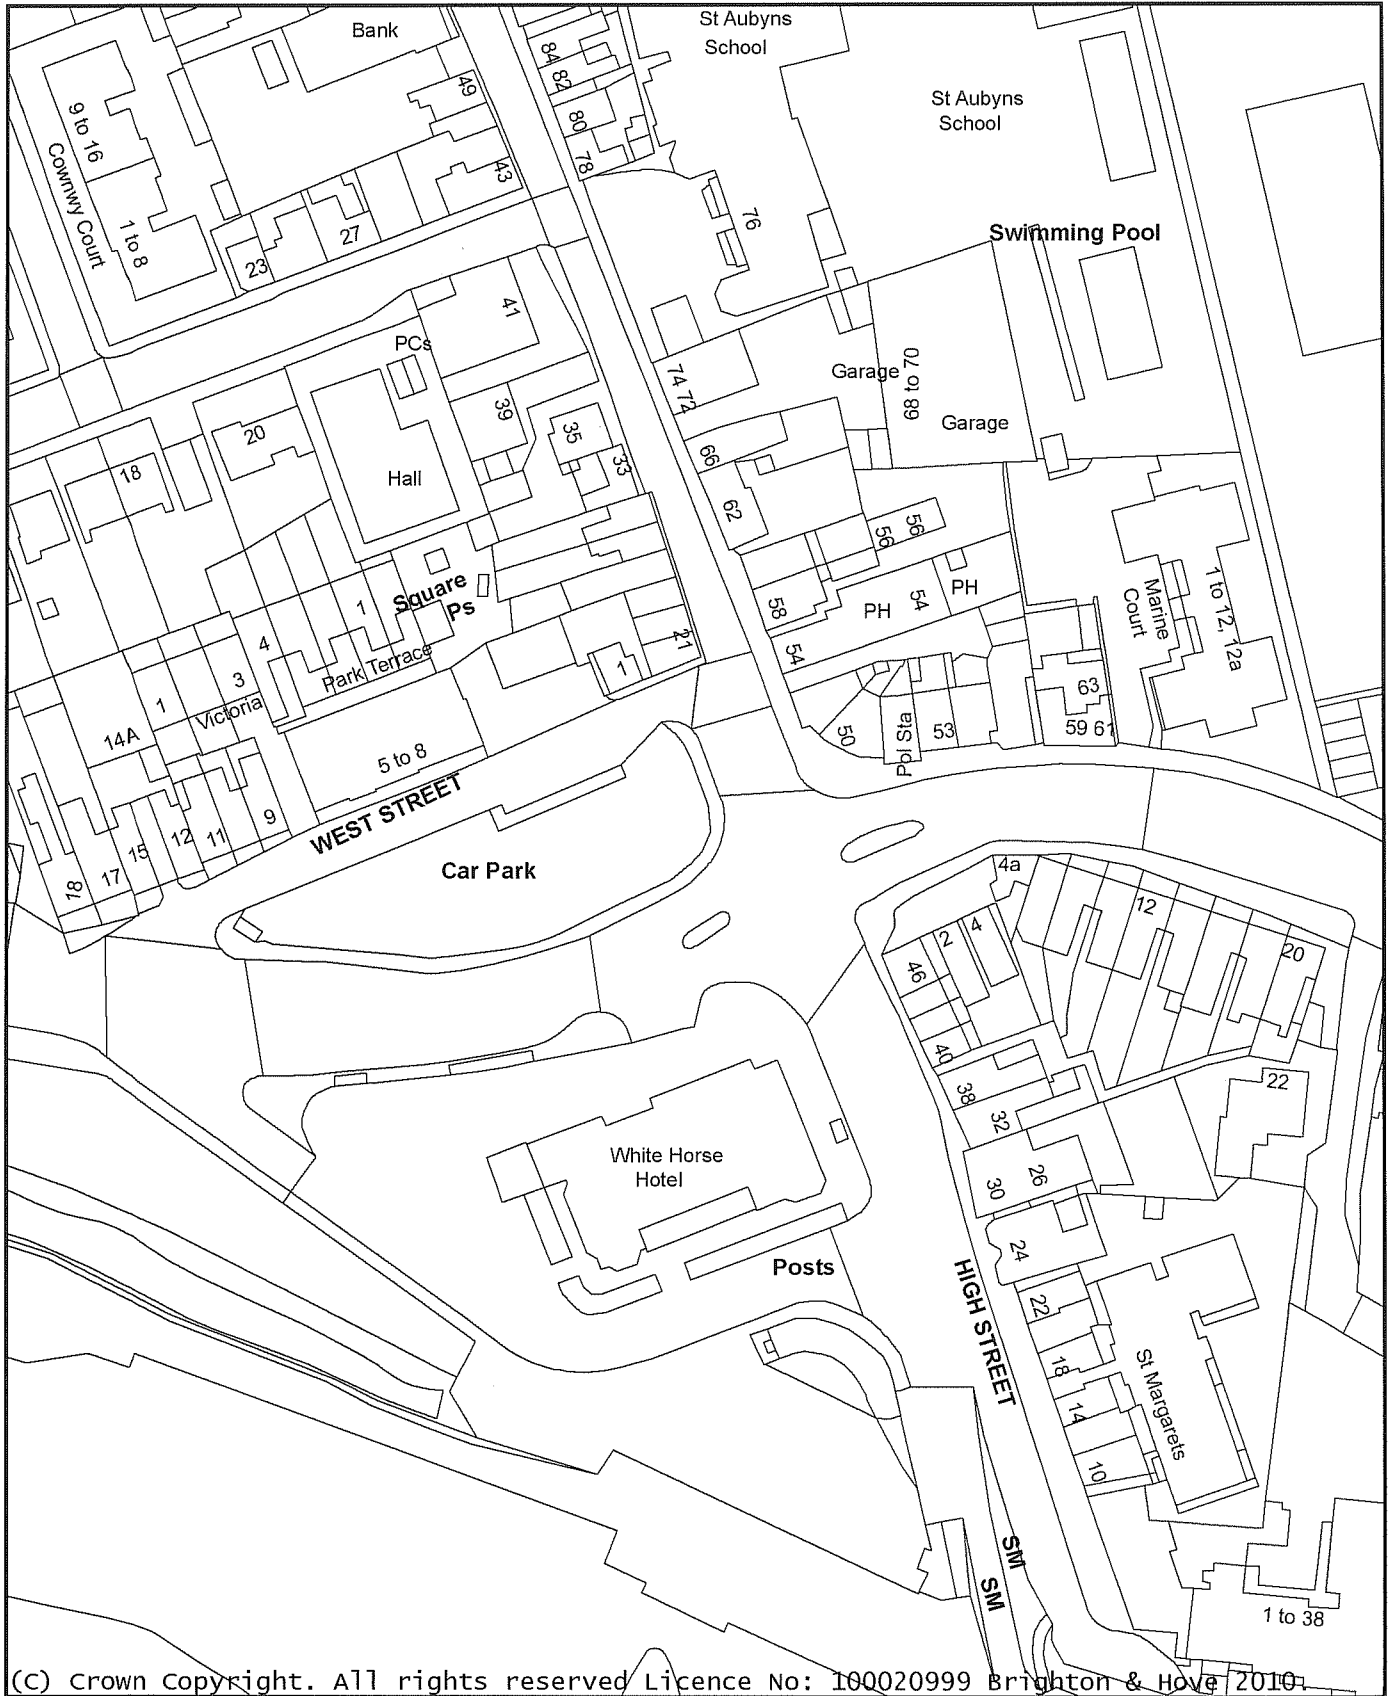 St Aubyns
School
Bank
84
82
49
9 to 16
St Aubyns
School
80
78
43
Cownwy Court
1 to 8
76
27
Swimming Pool
23
41
PCs
74 72
Garage
68 to 70
39
Garage
20
35
66
33
18
Hall
62
56
56
Square
Ps
1
PH
54
PH
58
Marine
Court
1 to 12, 12a
4
21
54
Park Terrace
1
3
63
1
Victoria
14A
50
Pol Sta
53
59 61
5 to 8
WEST STREET
9
11
12
15
17
78
Car Park
4a
12
2
4
20
46
40
22
38
32
White Horse
Hotel
26
30
24
Posts
HIGH STREET
22
18
St Margarets
14
10
SM
SM
1 to 38
(C) Crown Copyright. All rights reserved Licence No: 100020999 Brighton & Hove 2010.